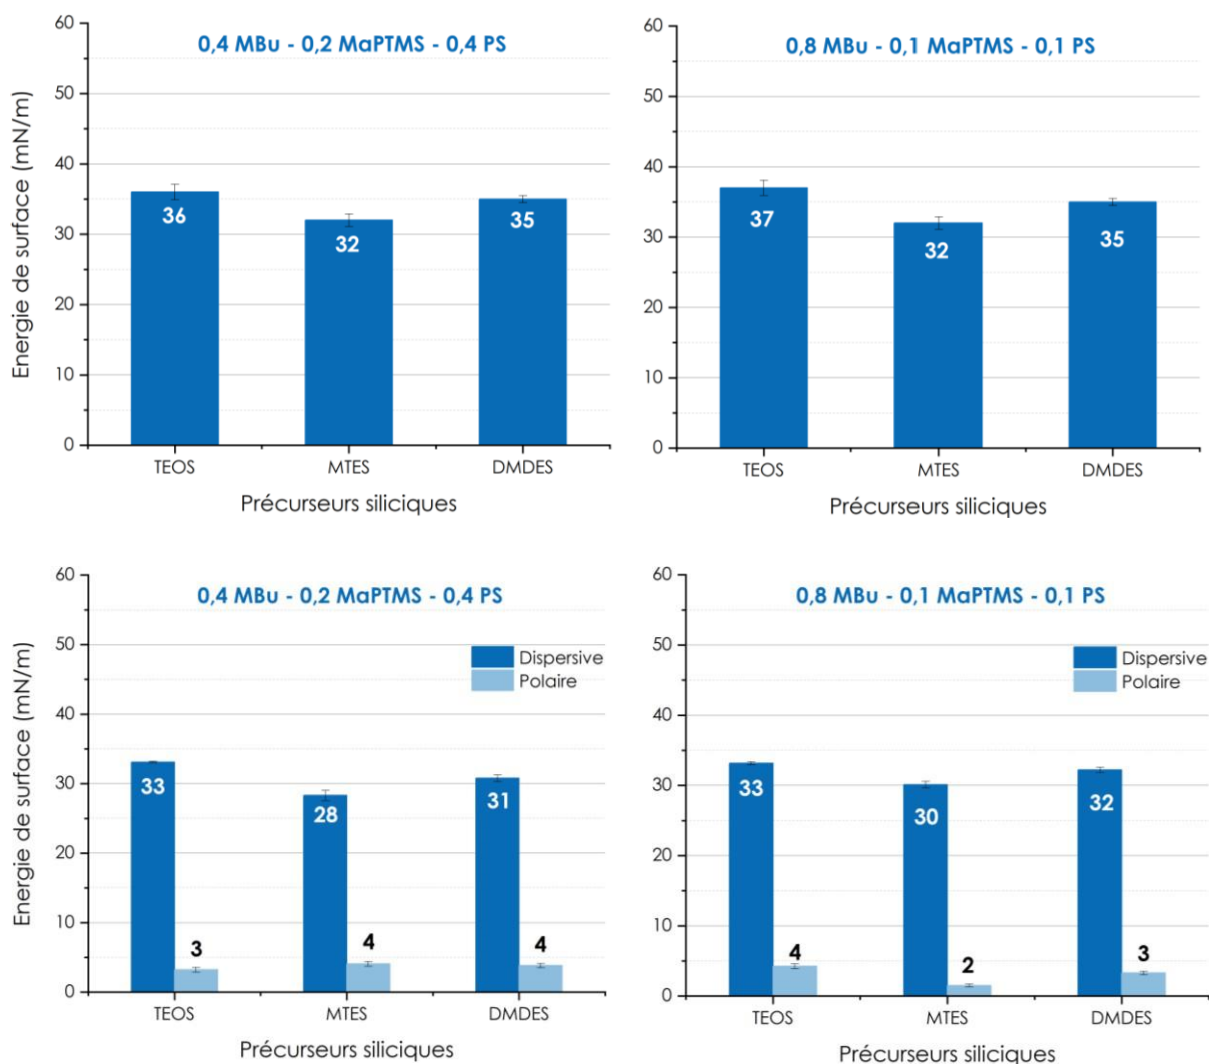 0,4 MBu - 0,2 MaPTMS - 0,4 PS
Energie de surface (mN/m)
60
50
40
30
20
10
0
36
32
35
TEOS MTES DMDES
Précurseurs siliciques
0,8 MBu - 0,1 MaPTMS - 0,1 PS
60
50
40
30
20
10
0
37
32
35
TEOS MTES DMDES
Précurseurs siliciques
0,4 MBu - 0,2 MaPTMS - 0,4 PS
Energie de surface (mN/m)
60
50
40
30
20
10
0
Dispersive
Polaire
33 3 28 4 31 4
TEOS MTES DMDES
Précurseurs siliciques
0,8 MBu - 0,1 MaPTMS - 0,1 PS
60
50
40
30
20
10
0
Dispersive
Polaire
33 4 30 2 32 3
TEOS MTES DMDES
Précurseurs siliciques